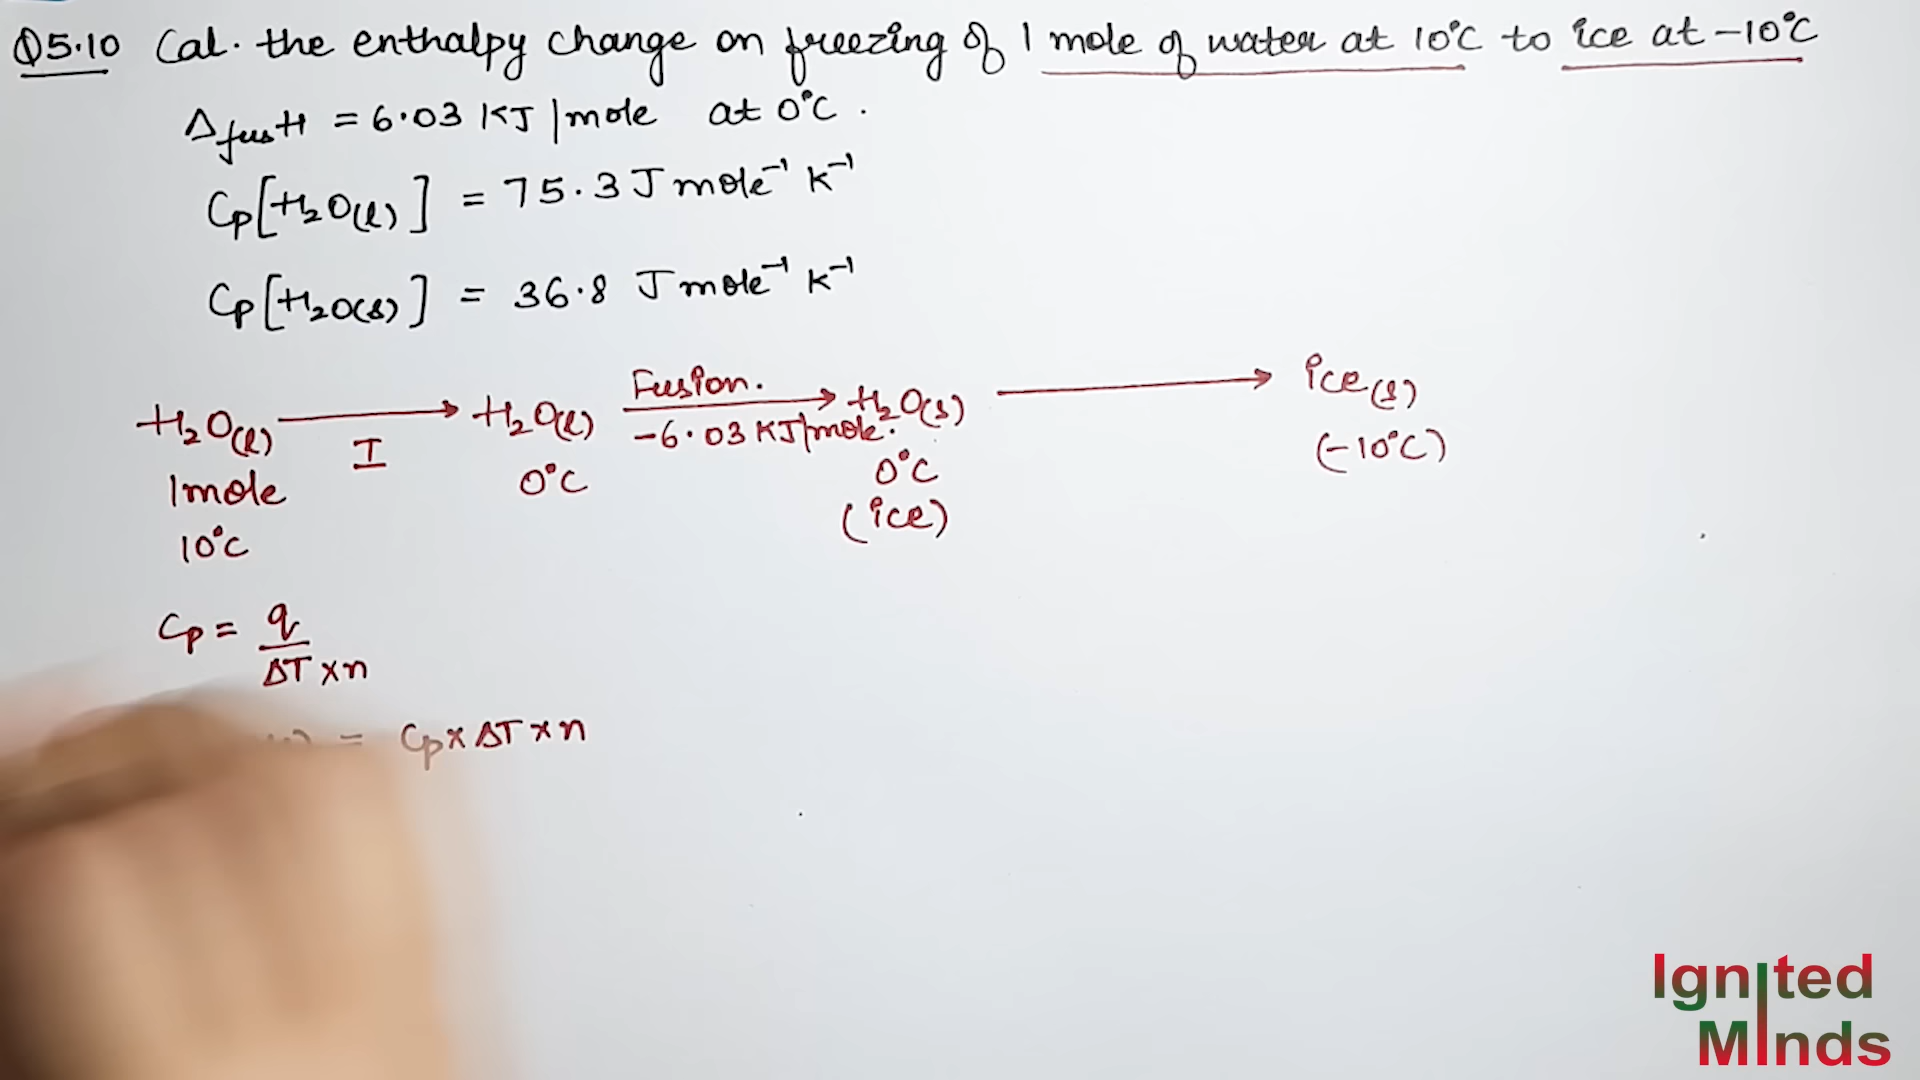 Q5.10 Cal. the enthalpy change on freezing of 1 mole of water at 10°C to ice at -10°C
ΔfusH = 6.03 KJ/mole at 0°C.
Cp[H₂O(l)] = 75.3 J mole⁻¹ K⁻¹
Cp[H₂O(s)] = 36.8 J mole⁻¹ K⁻¹
H₂O(l) ⟶ H₂O(l) ⟶ H₂O(s) ⟶ ice(s)
Fusion.
-6.03 KJ/mole.
I
1mole
10°C
0°C
0°C
(ice)
(-10°C)
Cp = q / ΔT × n
= Cp × ΔT × n
Ignited
Minds